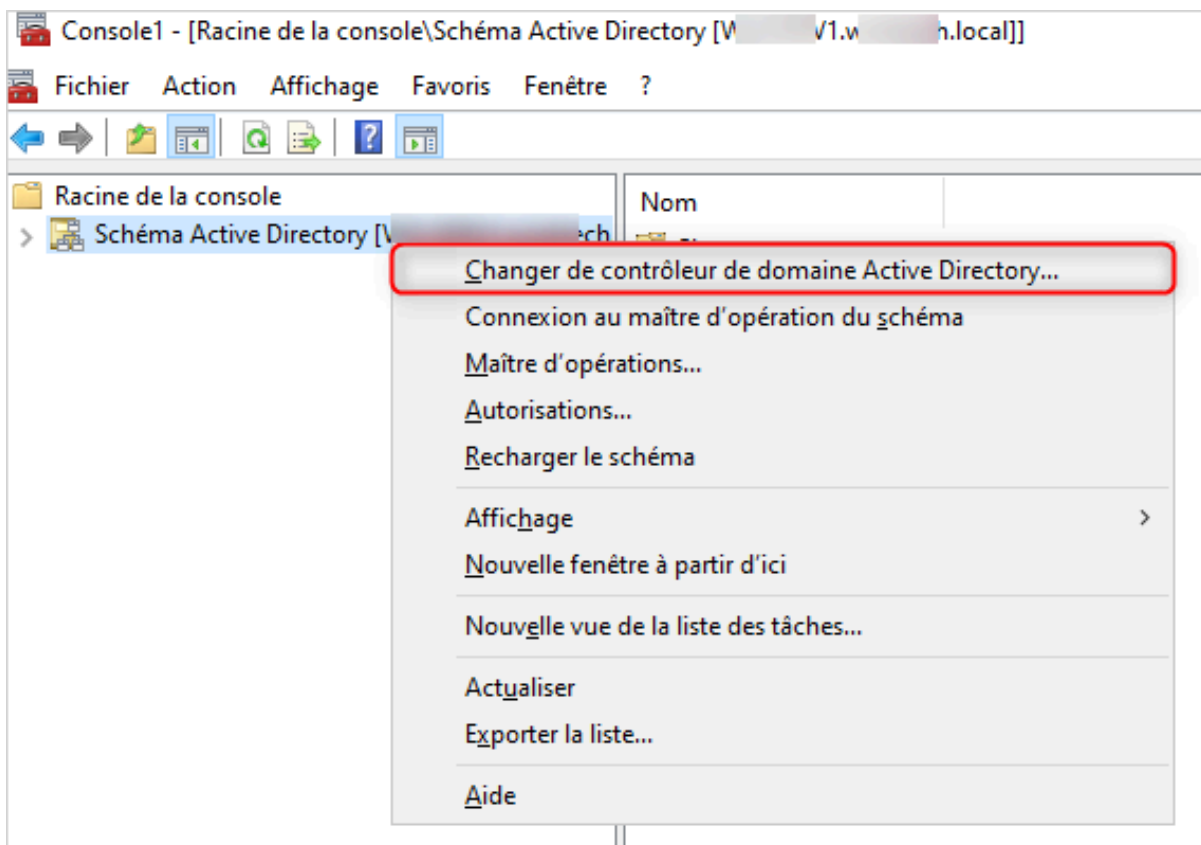 Console1 - [Racine de la console\Schéma Active Directory [W V1.w h.local]]
Fichier Action Affichage Favoris Fenêtre ?
Racine de la console
Nom
Schéma Active Directory [ ech
Changer de contrôleur de domaine Active Directory...
Connexion au maître d'opération du schéma
Maître d'opérations...
Autorisations...
Recharger le schéma
Affichage
Nouvelle fenêtre à partir d'ici
Nouvelle vue de la liste des tâches...
Actualiser
Exporter la liste...
Aide